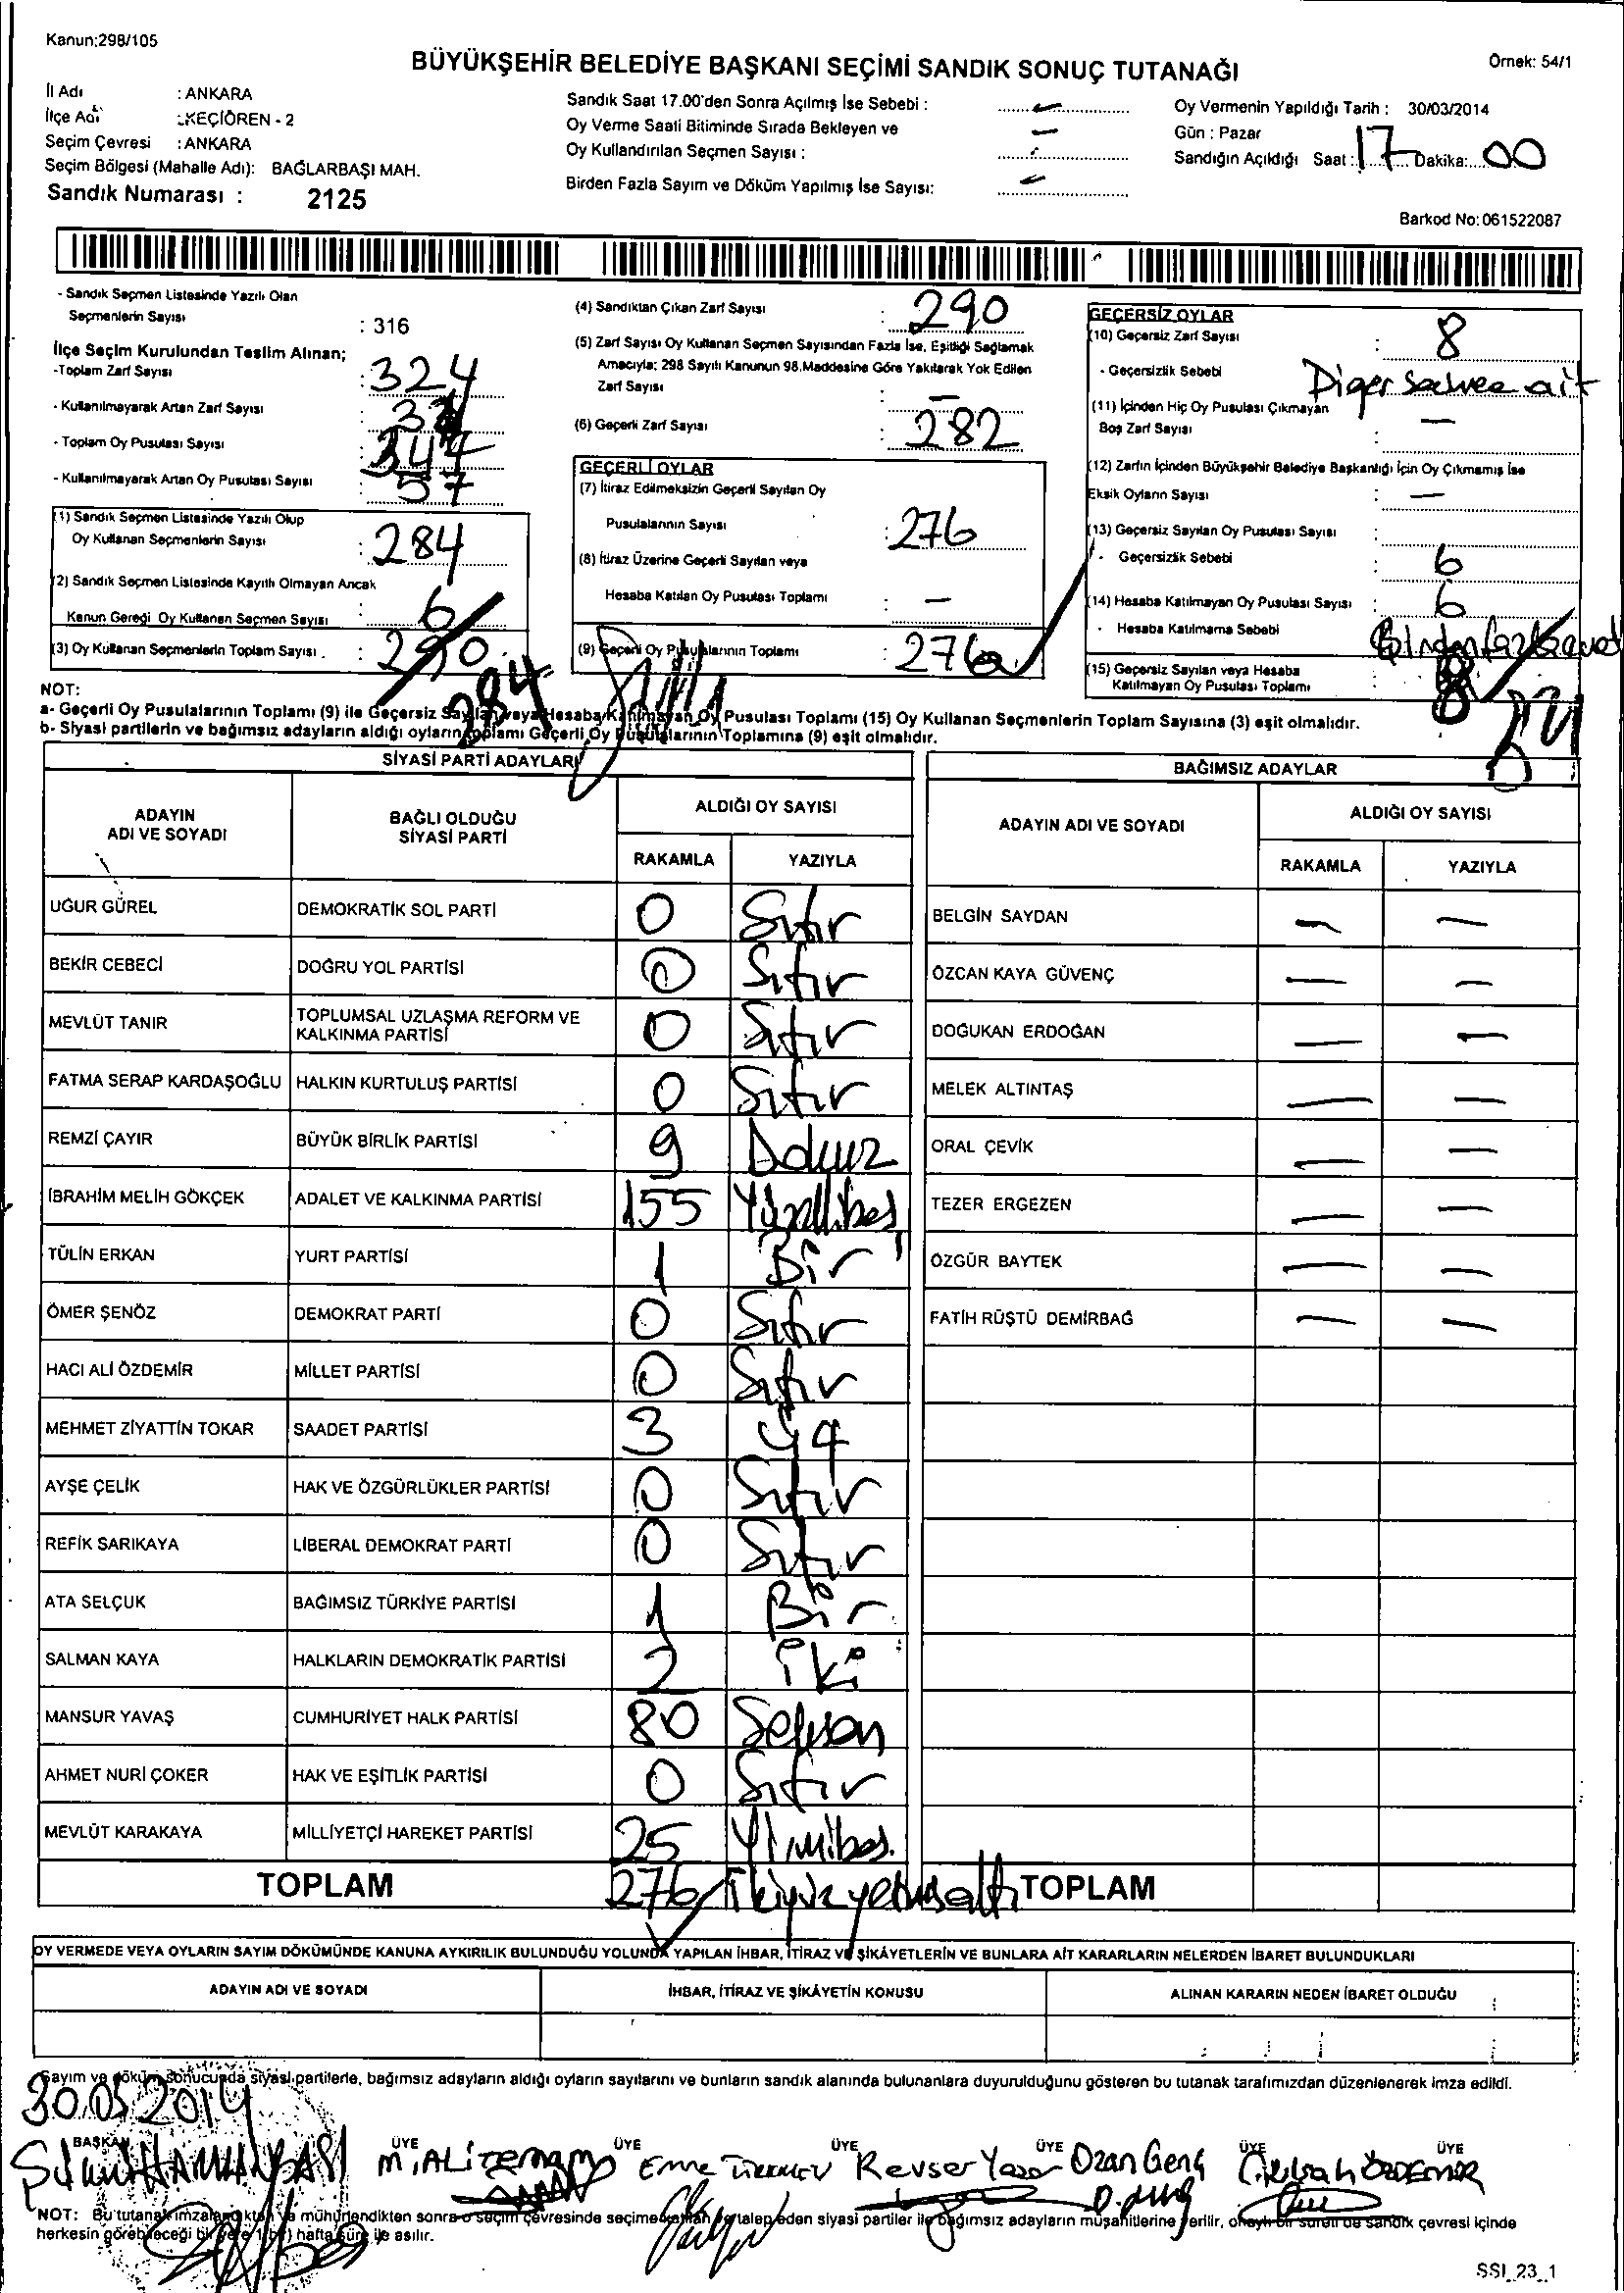 Kanun:298/105
BÜYÜKŞEHİR BELEDİYE BAŞKANI SEÇİMİ SANDIK SONUÇ TUTANAĞI
Örnek: 54/1
İl Adı : ANKARA
İlçe Adı : KEÇİÖREN - 2
Seçim Çevresi : ANKARA
Seçim Bölgesi (Mahalle Adı): BAĞLARBAŞI MAH.
Sandık Numarası : 2125
Sandık Saat 17.00'den Sonra Açılmış İse Sebebi : —
Oy Verme Saati Bitiminde Sırada Bekleyen ve —
Oy Kullandırılan Seçmen Sayısı :
Birden Fazla Sayım ve Döküm Yapılmış İse Sayısı: —
Oy Vermenin Yapıldığı Tarih : 30/03/2014
Gün : Pazar
Sandığın Açıldığı Saat : 17 Dakika: 00
Barkod No: 061522087
- Sandık Seçmen Listesinde Yazılı Olan
Seçmenlerin Sayısı : 316
İlçe Seçim Kurulundan Teslim Alınan;
-Toplam Zarf Sayısı : 324
- Kullanılmayarak Artan Zarf Sayısı :
- Toplam Oy Pusulası Sayısı : 347
- Kullanılmayarak Artan Oy Pusulası Sayısı : 57
(1) Sandık Seçmen Listesinde Yazılı Olup
Oy Kullanan Seçmenlerin Sayısı : 284
(2) Sandık Seçmen Listesinde Kayıtlı Olmayan Ancak
Kanun Gereği Oy Kullanan Seçmen Sayısı : 6
(3) Oy Kullanan Seçmenlerin Toplam Sayısı : 290
284
(4) Sandıktan Çıkan Zarf Sayısı : 290
(5) Zarf Sayısı Oy Kullanan Seçmen Sayısından Fazla İse, Eşitliği Sağlamak
Amacıyla; 298 Sayılı Kanunun 98.Maddesine Göre Yakılarak Yok Edilen
Zarf Sayısı : —
(6) Geçerli Zarf Sayısı : 282
GEÇERLİ OYLAR
(7) İtiraz Edilmeksizin Geçerli Sayılan Oy
Pusulalarının Sayısı : 276
(8) İtiraz Üzerine Geçerli Sayılan veya
Hesaba Katılan Oy Pusulası Toplamı : —
(9) Geçerli Oy Pusulalarının Toplamı : 276
GEÇERSİZ OYLAR
(10) Geçersiz Zarf Sayısı : 8
- Geçersizlik Sebebi Diger ait
(11) İçinden Hiç Oy Pusulası Çıkmayan
Boş Zarf Sayısı : —
(12) Zarfın İçinden Büyükşehir Belediye Başkanlığı İçin Oy Çıkmamış İse
Eksik Oyların Sayısı : —
(13) Geçersiz Sayılan Oy Pusulası Sayısı :
- Geçersizlik Sebebi : 6
(14) Hesaba Katılmayan Oy Pusulası Sayısı : 6
- Hesaba Katılmama Sebebi
(15) Geçersiz Sayılan veya Hesaba
Katılmayan Oy Pusulası Toplamı : 8
NOT:
a- Geçerli Oy Pusulalarının Toplamı (9) ile Geçersiz Sayılan veya Hesaba Katılmayan Oy Pusulası Toplamı (15) Oy Kullanan Seçmenlerin Toplam Sayısına (3) eşit olmalıdır.
b- Siyasi partilerin ve bağımsız adayların aldığı oyların toplamı Geçerli Oy Pusulalarının Toplamına (9) eşit olmalıdır.
SİYASİ PARTİ ADAYLARI
BAĞIMSIZ ADAYLAR
ADAYIN ADI VE SOYADI BAĞLI OLDUĞU SİYASİ PARTİ ALDIĞI OY SAYISI ADAYIN ADI VE SOYADI ALDIĞI OY SAYISI
RAKAMLA YAZIYLA RAKAMLA YAZIYLA
UĞUR GÜREL DEMOKRATİK SOL PARTİ 0 Sıfır BELGİN SAYDAN — —
BEKİR CEBECİ DOĞRU YOL PARTİSİ 0 Sıfır ÖZCAN KAYA GÜVENÇ — —
MEVLÜT TANIR TOPLUMSAL UZLAŞMA REFORM VE KALKINMA PARTİSİ 0 Sıfır DOĞUKAN ERDOĞAN — —
FATMA SERAP KARDAŞOĞLU HALKIN KURTULUŞ PARTİSİ 0 Sıfır MELEK ALTINTAŞ — —
REMZİ ÇAYIR BÜYÜK BİRLİK PARTİSİ 9 Dokuz ORAL ÇEVİK — —
İBRAHİM MELİH GÖKÇEK ADALET VE KALKINMA PARTİSİ 155 Yüzellibeş TEZER ERGEZEN — —
TÜLİN ERKAN YURT PARTİSİ 1 Bir ÖZGÜR BAYTEK — —
ÖMER ŞENÖZ DEMOKRAT PARTİ 0 Sıfır FATİH RÜŞTÜ DEMİRBAĞ — —
HACI ALİ ÖZDEMİR MİLLET PARTİSİ 0 Sıfır
MEHMET ZİYATTİN TOKAR SAADET PARTİSİ 3 Üç
AYŞE ÇELİK HAK VE ÖZGÜRLÜKLER PARTİSİ 0 Sıfır
REFİK SARIKAYA LİBERAL DEMOKRAT PARTİ 0 Sıfır
ATA SELÇUK BAĞIMSIZ TÜRKİYE PARTİSİ 1 Bir
SALMAN KAYA HALKLARIN DEMOKRATİK PARTİSİ 2 İki
MANSUR YAVAŞ CUMHURİYET HALK PARTİSİ 80 Seksen
AHMET NURİ ÇOKER HAK VE EŞİTLİK PARTİSİ 0 Sıfır
MEVLÜT KARAKAYA MİLLİYETÇİ HAREKET PARTİSİ 25 Yirmibeş.
TOPLAM 276 İkiyüzyetmişaltı TOPLAM
OY VERMEDE VEYA OYLARIN SAYIM DÖKÜMÜNDE KANUNA AYKIRILIK BULUNDUĞU YOLUNDA YAPILAN İHBAR, İTİRAZ VE ŞİKÂYETLERİN VE BUNLARA AİT KARARLARIN NELERDEN İBARET BULUNDUKLARI
ADAYIN ADI VE SOYADI İHBAR, İTİRAZ VE ŞİKÂYETİN KONUSU ALINAN KARARIN NEDEN İBARET OLDUĞU
Sayım ve döküm sonucunda siyasi partilerle, bağımsız adayların aldığı oyların sayılarını ve bunların sandık alanında bulunanlara duyurulduğunu gösteren bu tutanak tarafımızdan düzenlenerek imza edildi.
30.03.2014
BAŞKAN ÜYE ÜYE ÜYE ÜYE ÜYE ÜYE
M.ALİ Emre Revser Yazar Ozan Genç ÖZDEMİR
NOT: Bu tutanak imzalandıktan ve mühürlendikten sonra o seçim çevresinde seçime katılan ve talep eden siyasi partiler ile bağımsız adayların müşahitlerine verilir, onaylı bir sureti de sandık çevresi içinde
herkesin görebileceği bir yere 1 (bir) hafta süre ile asılır.
SSI_23_1